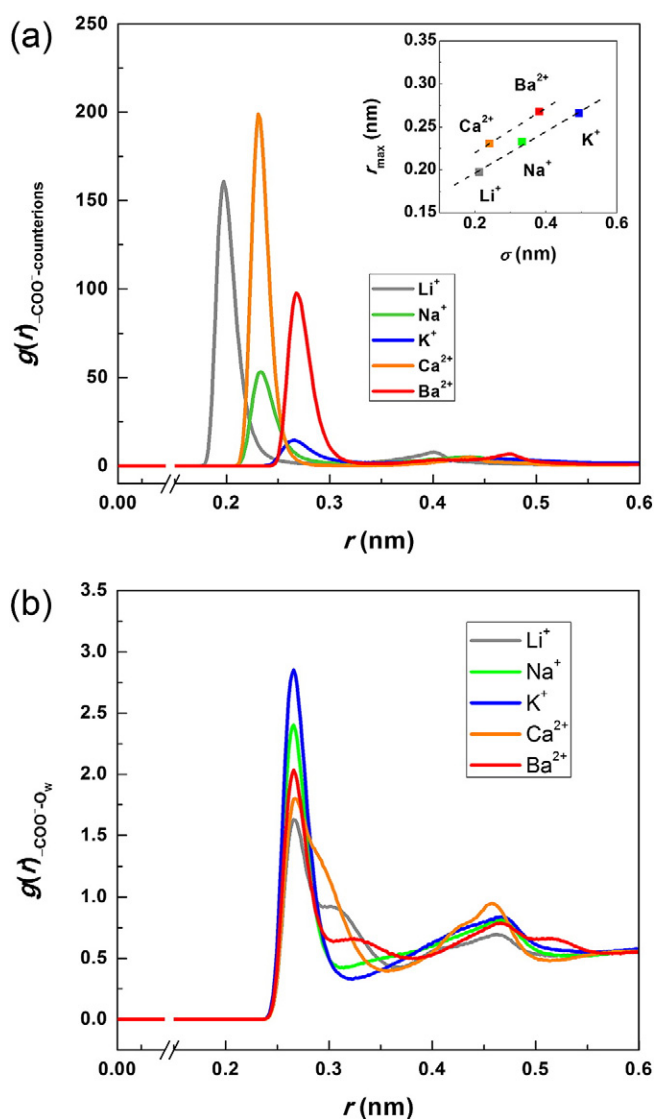 (a)
250
200
150
100
50
0
g(r)₋COO⁻-counterions
0.00
0.2
0.3
0.4
0.5
0.6
r (nm)
0.35
0.30
0.25
0.20
0.15
r_max (nm)
Ba²⁺
Ca²⁺
K⁺
Na⁺
Li⁺
0.2
0.4
0.6
σ (nm)
Li⁺
Na⁺
K⁺
Ca²⁺
Ba²⁺
(b)
3.5
3.0
2.5
2.0
1.5
1.0
0.5
0.0
g(r)₋COO⁻-O_w
0.00
0.2
0.3
0.4
0.5
0.6
r (nm)
Li⁺
Na⁺
K⁺
Ca²⁺
Ba²⁺